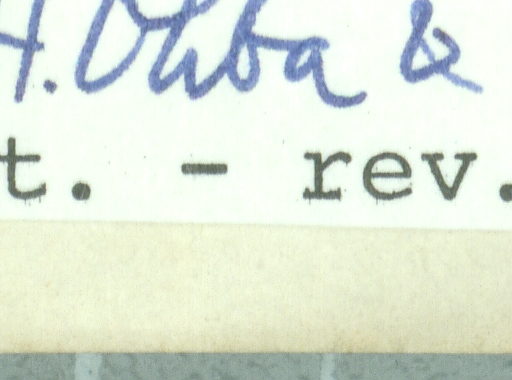 H. Ohba &
t. - rev.